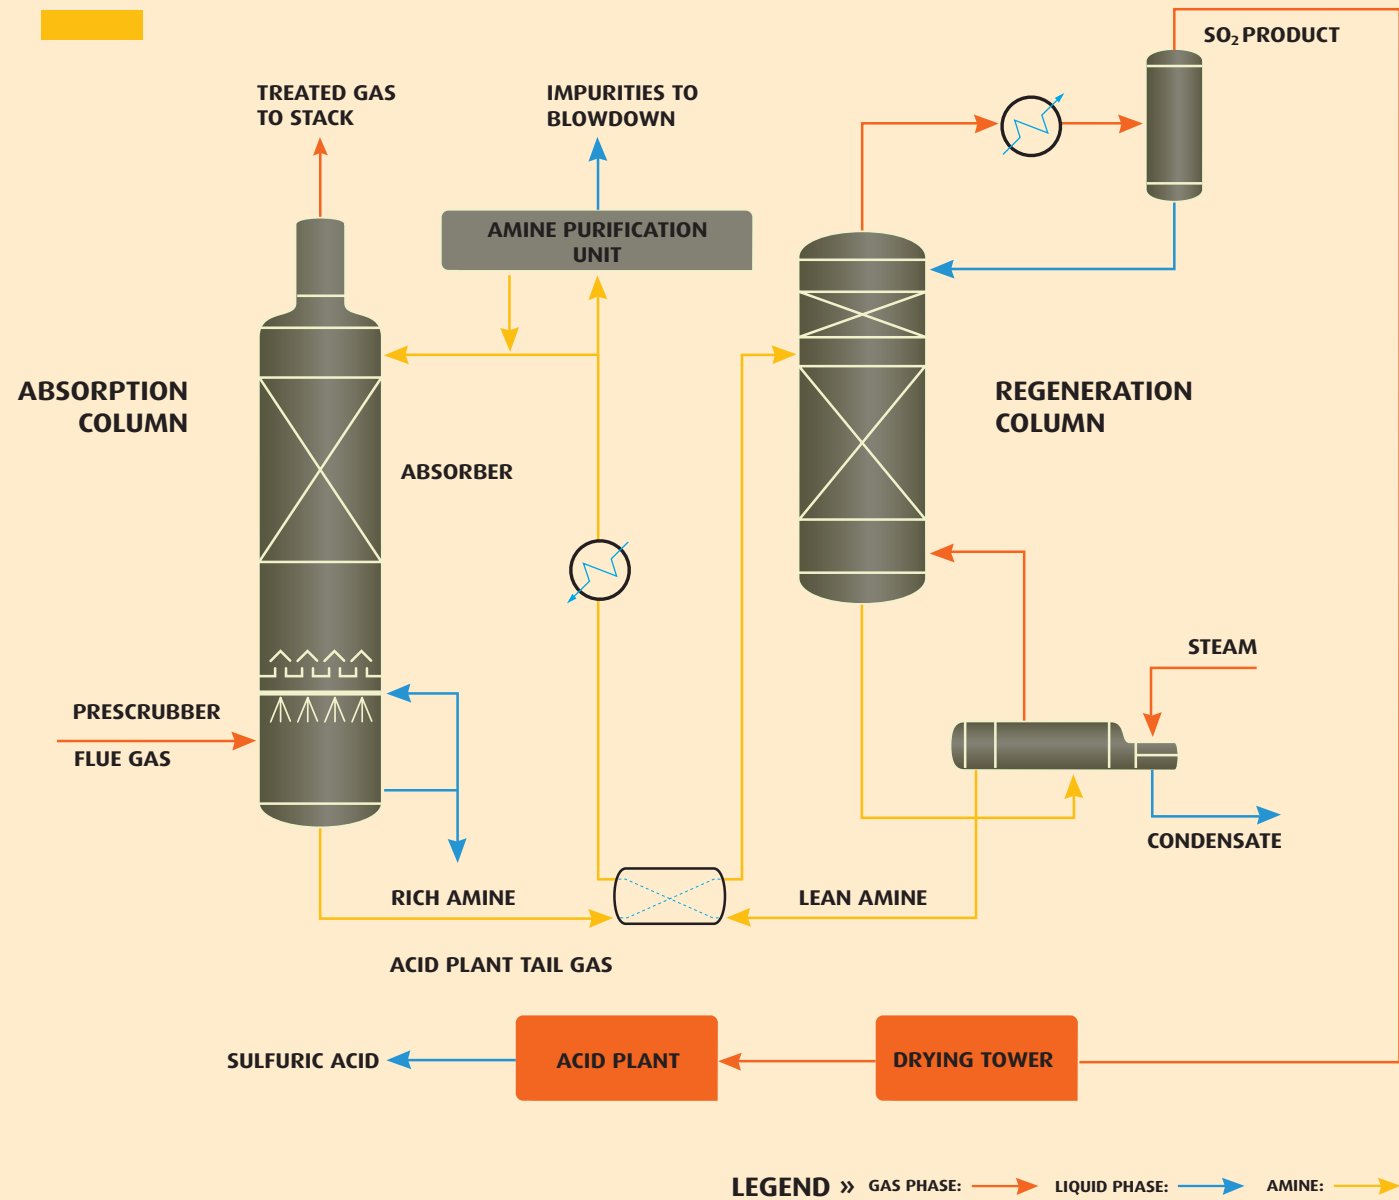 SO₂ PRODUCT
TREATED GAS
TO STACK
IMPURITIES TO
BLOWDOWN
AMINE PURIFICATION
UNIT
ABSORPTION
COLUMN
REGENERATION
COLUMN
ABSORBER
STEAM
PRESCRUBBER
FLUE GAS
CONDENSATE
RICH AMINE
LEAN AMINE
ACID PLANT TAIL GAS
SULFURIC ACID
ACID PLANT
DRYING TOWER
LEGEND » GAS PHASE: LIQUID PHASE: AMINE: